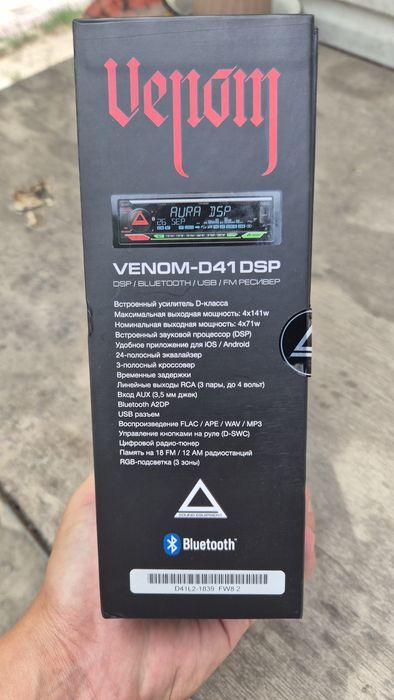 Venom
AURA DSP
26 SEP
VENOM-D41 DSP
DSP / BLUETOOTH / USB / FM РЕСИВЕР
Встроенный усилитель D-класса
Максимальная выходная мощность: 4x141w
Номинальная выходная мощность: 4x71w
Встроенный звуковой процессор (DSP)
Удобное приложение для iOS / Android
24-полосный эквалайзер
3-полосный кроссовер
Временные задержки
Линейные выходы RCA (3 пары, до 4 вольт)
Вход AUX (3,5 мм джек)
Bluetooth A2DP
USB разъем
Воспроизведение FLAC / APE / WAV / MP3
Управление кнопками на руле (D-SWC)
Цифровой радио-тюнер
Память на 18 FM / 12 AM радиостанций
RGB-подсветка (3 зоны)
SOUND EQUIPMENT
Bluetooth
D41L2-1839 FW8.2